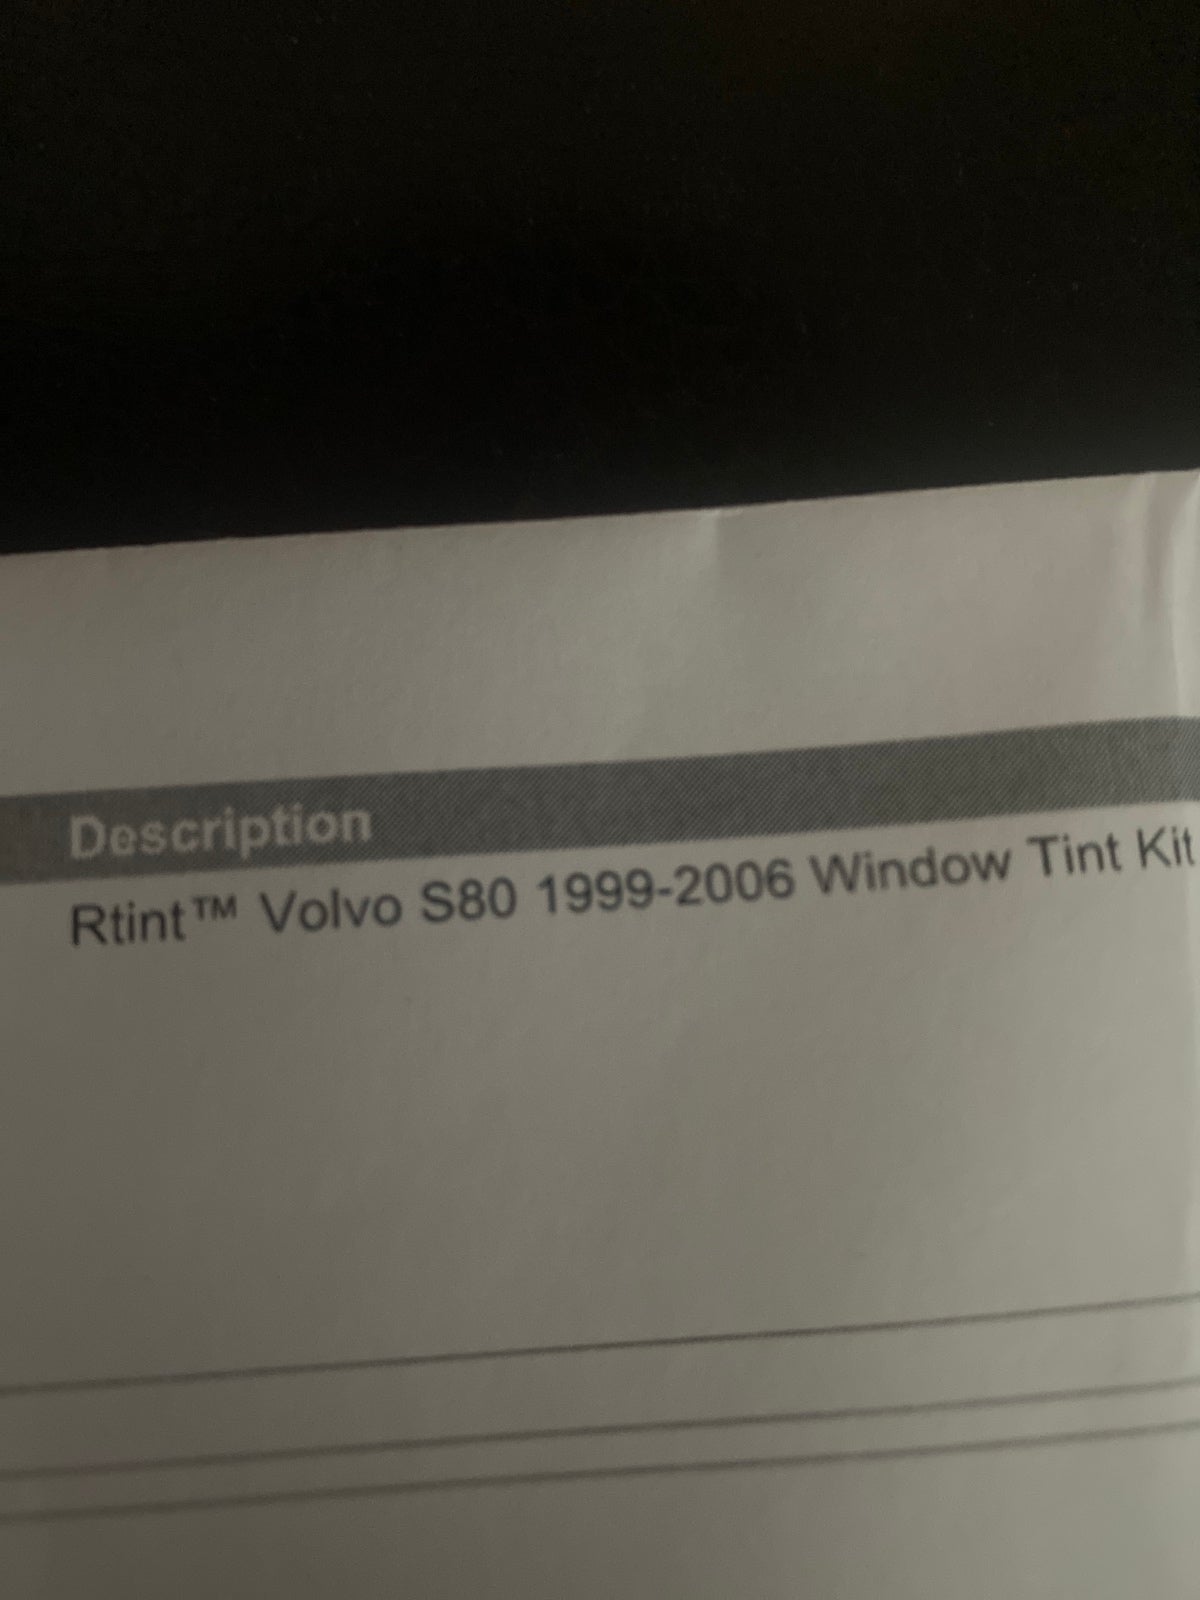 Description
Rtint™ Volvo S80 1999-2006 Window Tint Kit